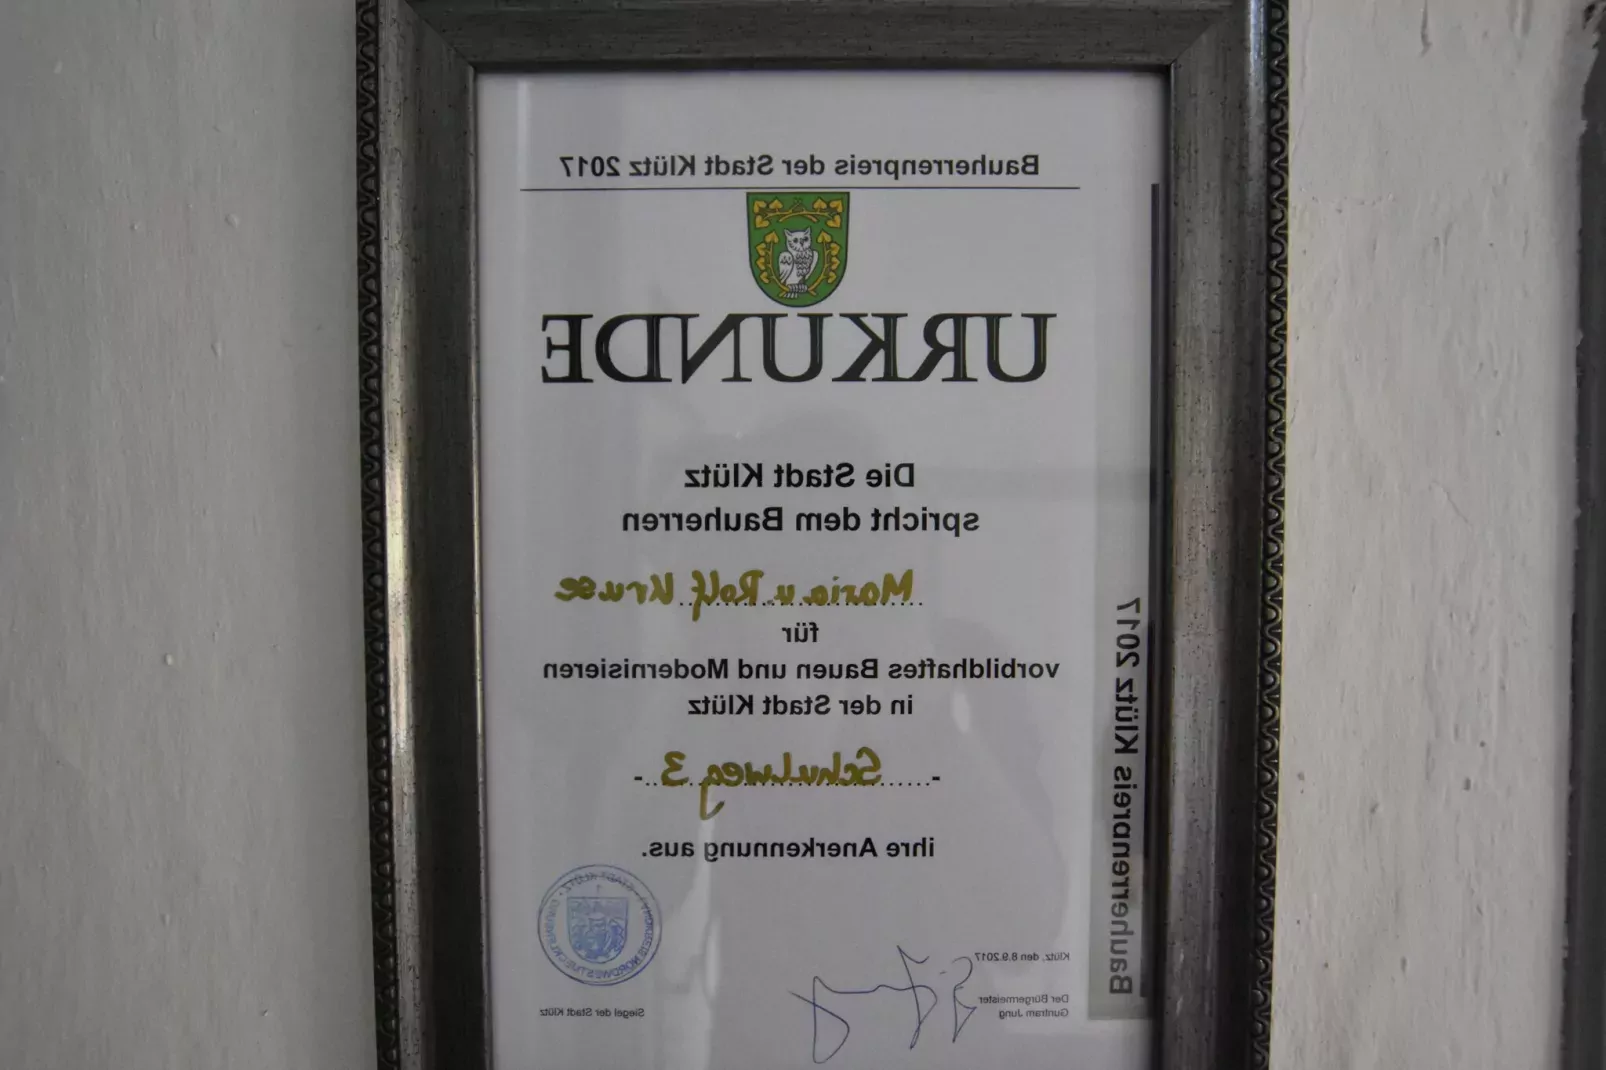 Bauherrenpreis der Stadt Klütz 2017
URKUNDE
Die Stadt Klütz
spricht dem Bauherren
Maria u. Rolf Kruse
für
vorbildhaftes Bauen und Modernisieren
in der Stadt Klütz
- Schulweg 3 -
ihre Anerkennung aus.
Klütz, den 8.9.2017
Der Bürgermeister
Guntram Jung
Siegel der Stadt Klütz
STADT KLÜTZ
Bauherrenpreis Klütz 2017